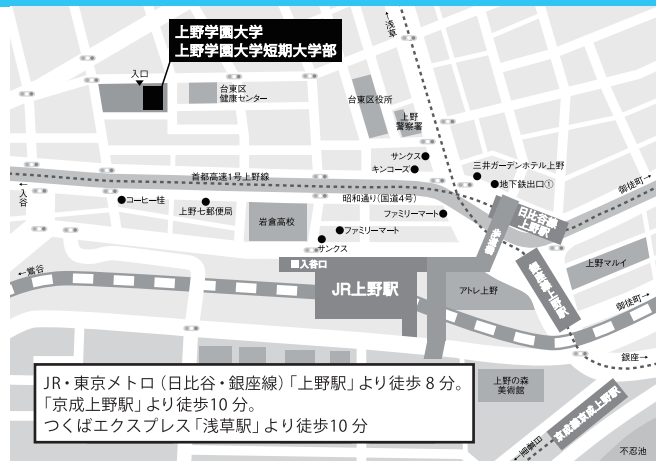 上野学園大学
上野学園大学短期大学部
←浅草
入口
台東区
健康センター
台東区役所
上野
警察署
サンクス
キンコーズ
三井ガーデンホテル上野
地下鉄出口①
御徒町→
首都高速1号上野線
←入谷
コーヒー桂
上野七郵便局
昭和通り(国道4号)
ファミリーマート
日比谷線
上野駅
岩倉高校
ファミリーマート
サンクス
歩道橋
←鶯谷
■入谷口
JR上野駅
アトレ上野
銀座線上野駅
上野マルイ
御徒町→
銀座→
JR・東京メトロ（日比谷・銀座線）「上野駅」より徒歩 8 分。
「京成上野駅」より徒歩10 分。
つくばエクスプレス「浅草駅」より徒歩10 分
上野の森
美術館
京成線京成上野駅
←日暮里
不忍池